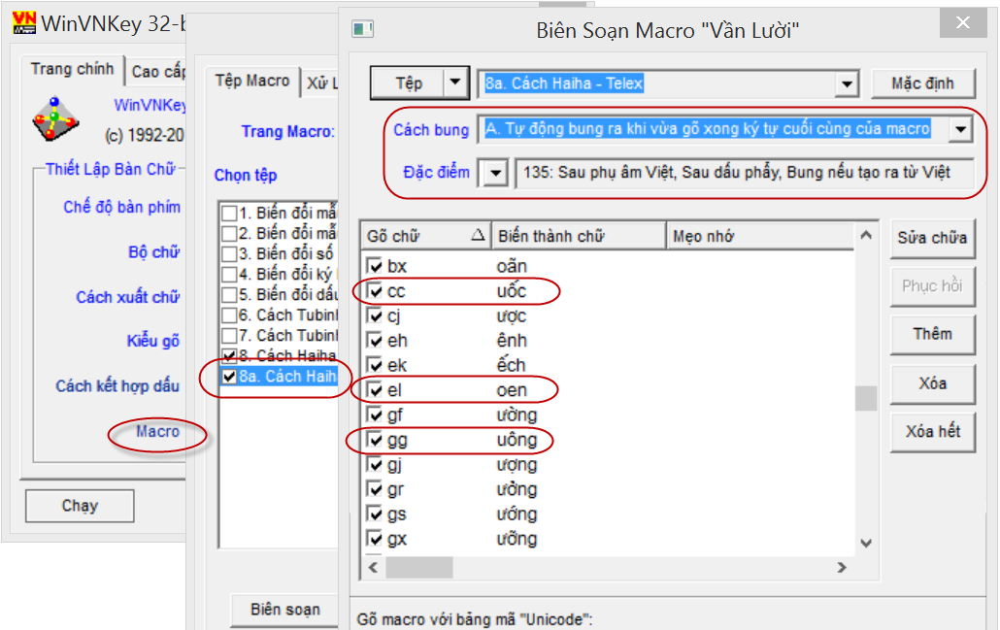 VN WinVNKey 32-b
Trang chính
Cao cấp
WinVNKey
(c) 1992-20
Thiết Lập Bàn Chữ
Chế độ bàn phím
Bộ chữ
Cách xuất chữ
Kiểu gõ
Cách kết hợp dấu
Macro
Chạy
Tệp Macro
Xử L
Trang Macro:
Chọn tệp
1. Biến đổi mẫ
2. Biến đổi mẫ
3. Biến đổi số
4. Biến đổi ký
5. Biến đổi dấu
6. Cách Tubinh
7. Cách Tubinh
8. Cách Haiha
8a. Cách Haih
Biên soạn
Biên Soạn Macro "Vần Lười"
Tệp
8a. Cách Haiha - Telex
Mặc định
Cách bung
A. Tự động bung ra khi vừa gõ xong ký tự cuối cùng của macro
Đặc điểm
135: Sau phụ âm Việt, Sau dấu phẩy, Bung nếu tạo ra từ Việt
Gõ chữ Biến thành chữ Mẹo nhớ
bx oãn
cc uốc
cj ược
eh ênh
ek ếch
el oen
gf ường
gg uông
gj ượng
gr ưởng
gs ướng
gx ưỡng
Sửa chữa
Phục hồi
Thêm
Xóa
Xóa hết
Gõ macro với bảng mã "Unicode":